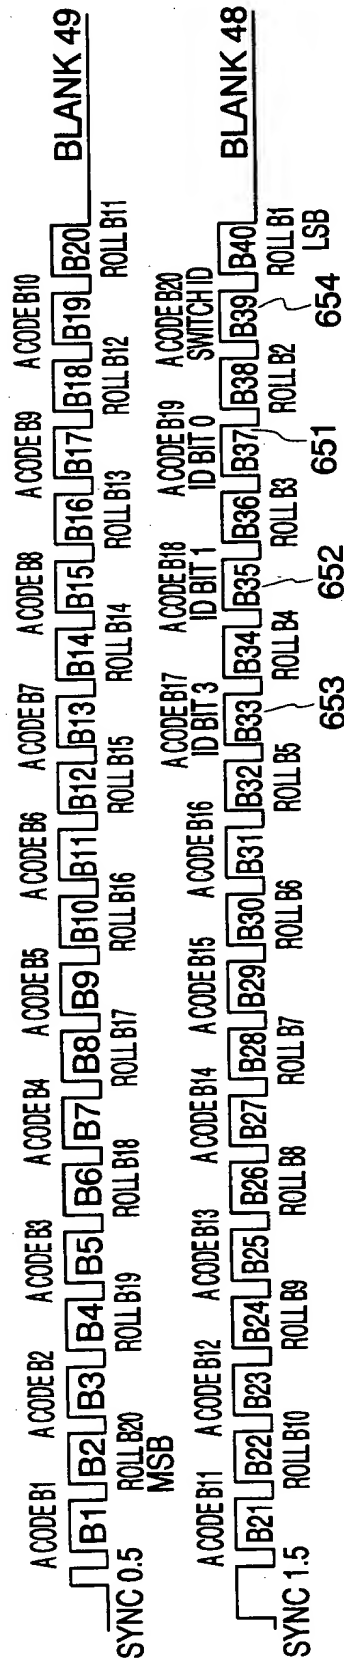 A CODE B1 A CODE B2 A CODE B3 A CODE B4 A CODE B5 A CODE B6 A CODE B7 A CODE B8 A CODE B9 A CODE B10
B1 B2 B3 B4 B5 B6 B7 B8 B9 B10 B11 B12 B13 B14 B15 B16 B17 B18 B19 B20 BLANK 49
SYNC 0.5 ROLL B20 ROLL B19 ROLL B18 ROLL B17 ROLL B16 ROLL B15 ROLL B14 ROLL B13 ROLL B12 ROLL B11
MSB
A CODE B11 A CODE B12 A CODE B13 A CODE B14 A CODE B15 A CODE B16 A CODE B17 A CODE B18 A CODE B19 A CODE B20
ID BIT 3 ID BIT 1 ID BIT 0 SWITCH ID
B21 B22 B23 B24 B25 B26 B27 B28 B29 B30 B31 B32 B33 B34 B35 B36 B37 B38 B39 B40 BLANK 48
SYNC 1.5 ROLL B10 ROLL B9 ROLL B8 ROLL B7 ROLL B6 ROLL B5 ROLL B4 ROLL B3 ROLL B2 ROLL B1
LSB
653 652 651 654